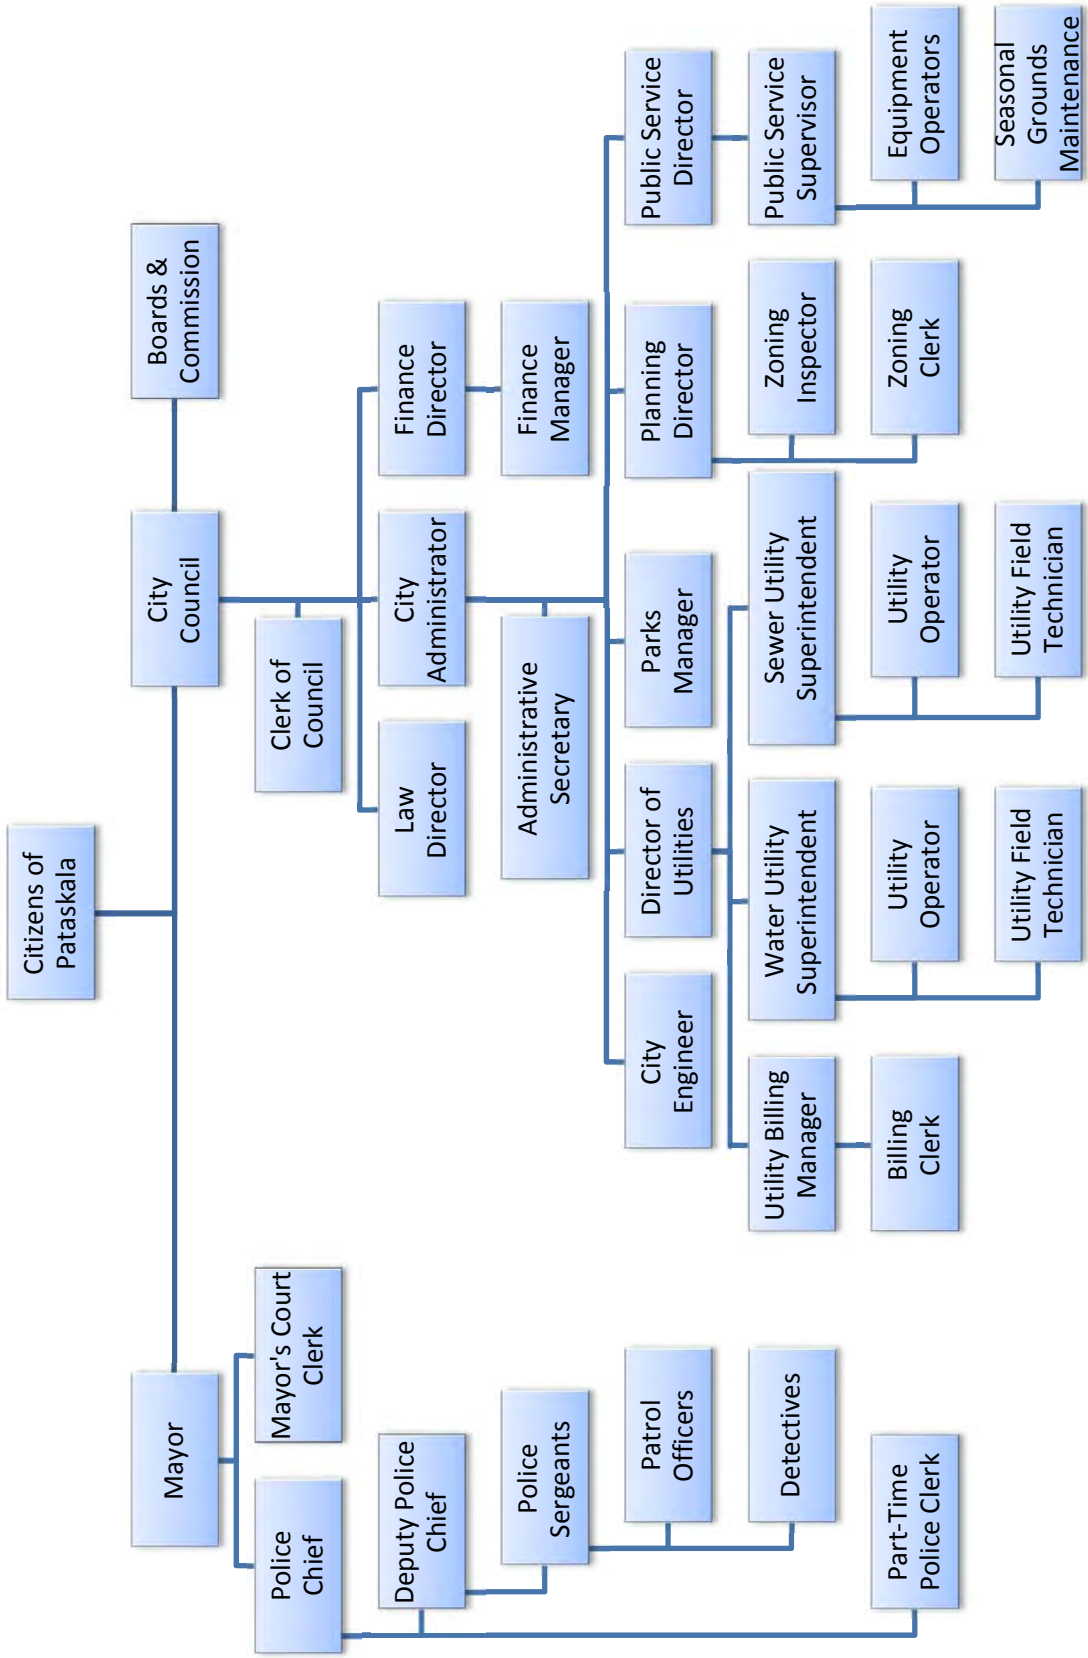 Citizens of
Pataskala
Mayor
City
Council
Boards &
Commission
Police
Chief
Mayor's Court
Clerk
Clerk of
Council
Deputy Police
Chief
Law
Director
City
Administrator
Finance
Director
Police
Sergeants
Administrative
Secretary
Finance
Manager
Patrol
Officers
City
Engineer
Director of
Utilities
Parks
Manager
Planning
Director
Public Service
Director
Detectives
Utility Billing
Manager
Water Utility
Superintendent
Sewer Utility
Superintendent
Zoning
Inspector
Public Service
Supervisor
Part-Time
Police Clerk
Billing
Clerk
Utility
Operator
Utility
Operator
Zoning
Clerk
Equipment
Operators
Utility Field
Technician
Utility Field
Technician
Seasonal
Grounds
Maintenance